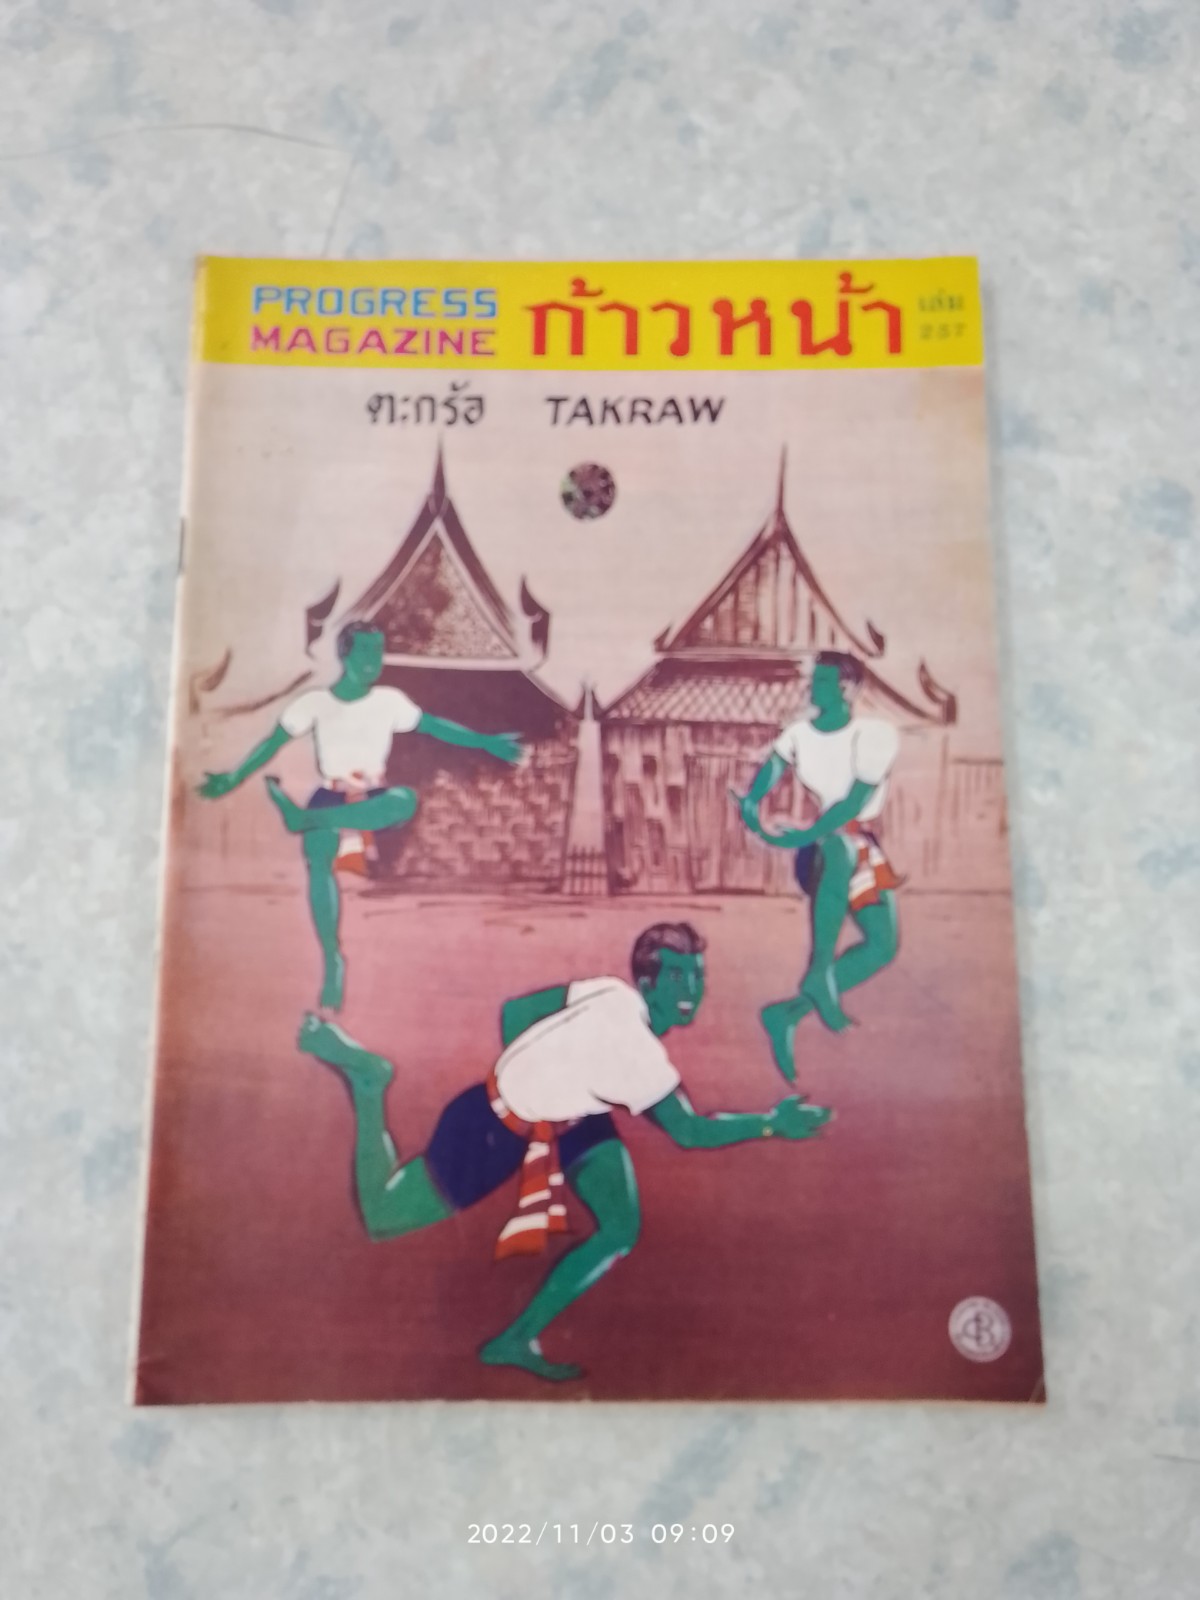 PROGRESS
MAGAZINE
ก้าวหน้า
เล่ม
257
ตะกร้อ TAKRAW
2022/11/03 09:09